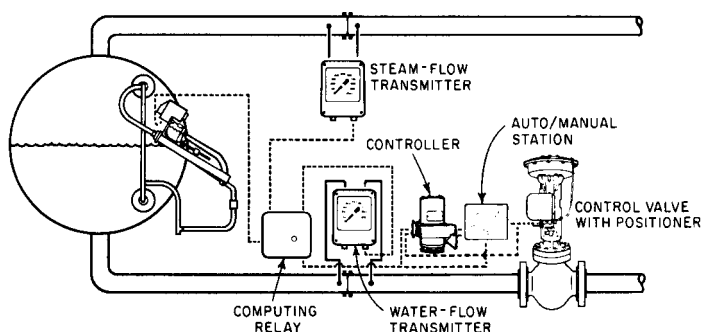 STEAM-FLOW
TRANSMITTER
AUTO/MANUAL
STATION
CONTROLLER
CONTROL VALVE
WITH POSITIONER
COMPUTING
RELAY
WATER-FLOW
TRANSMITTER